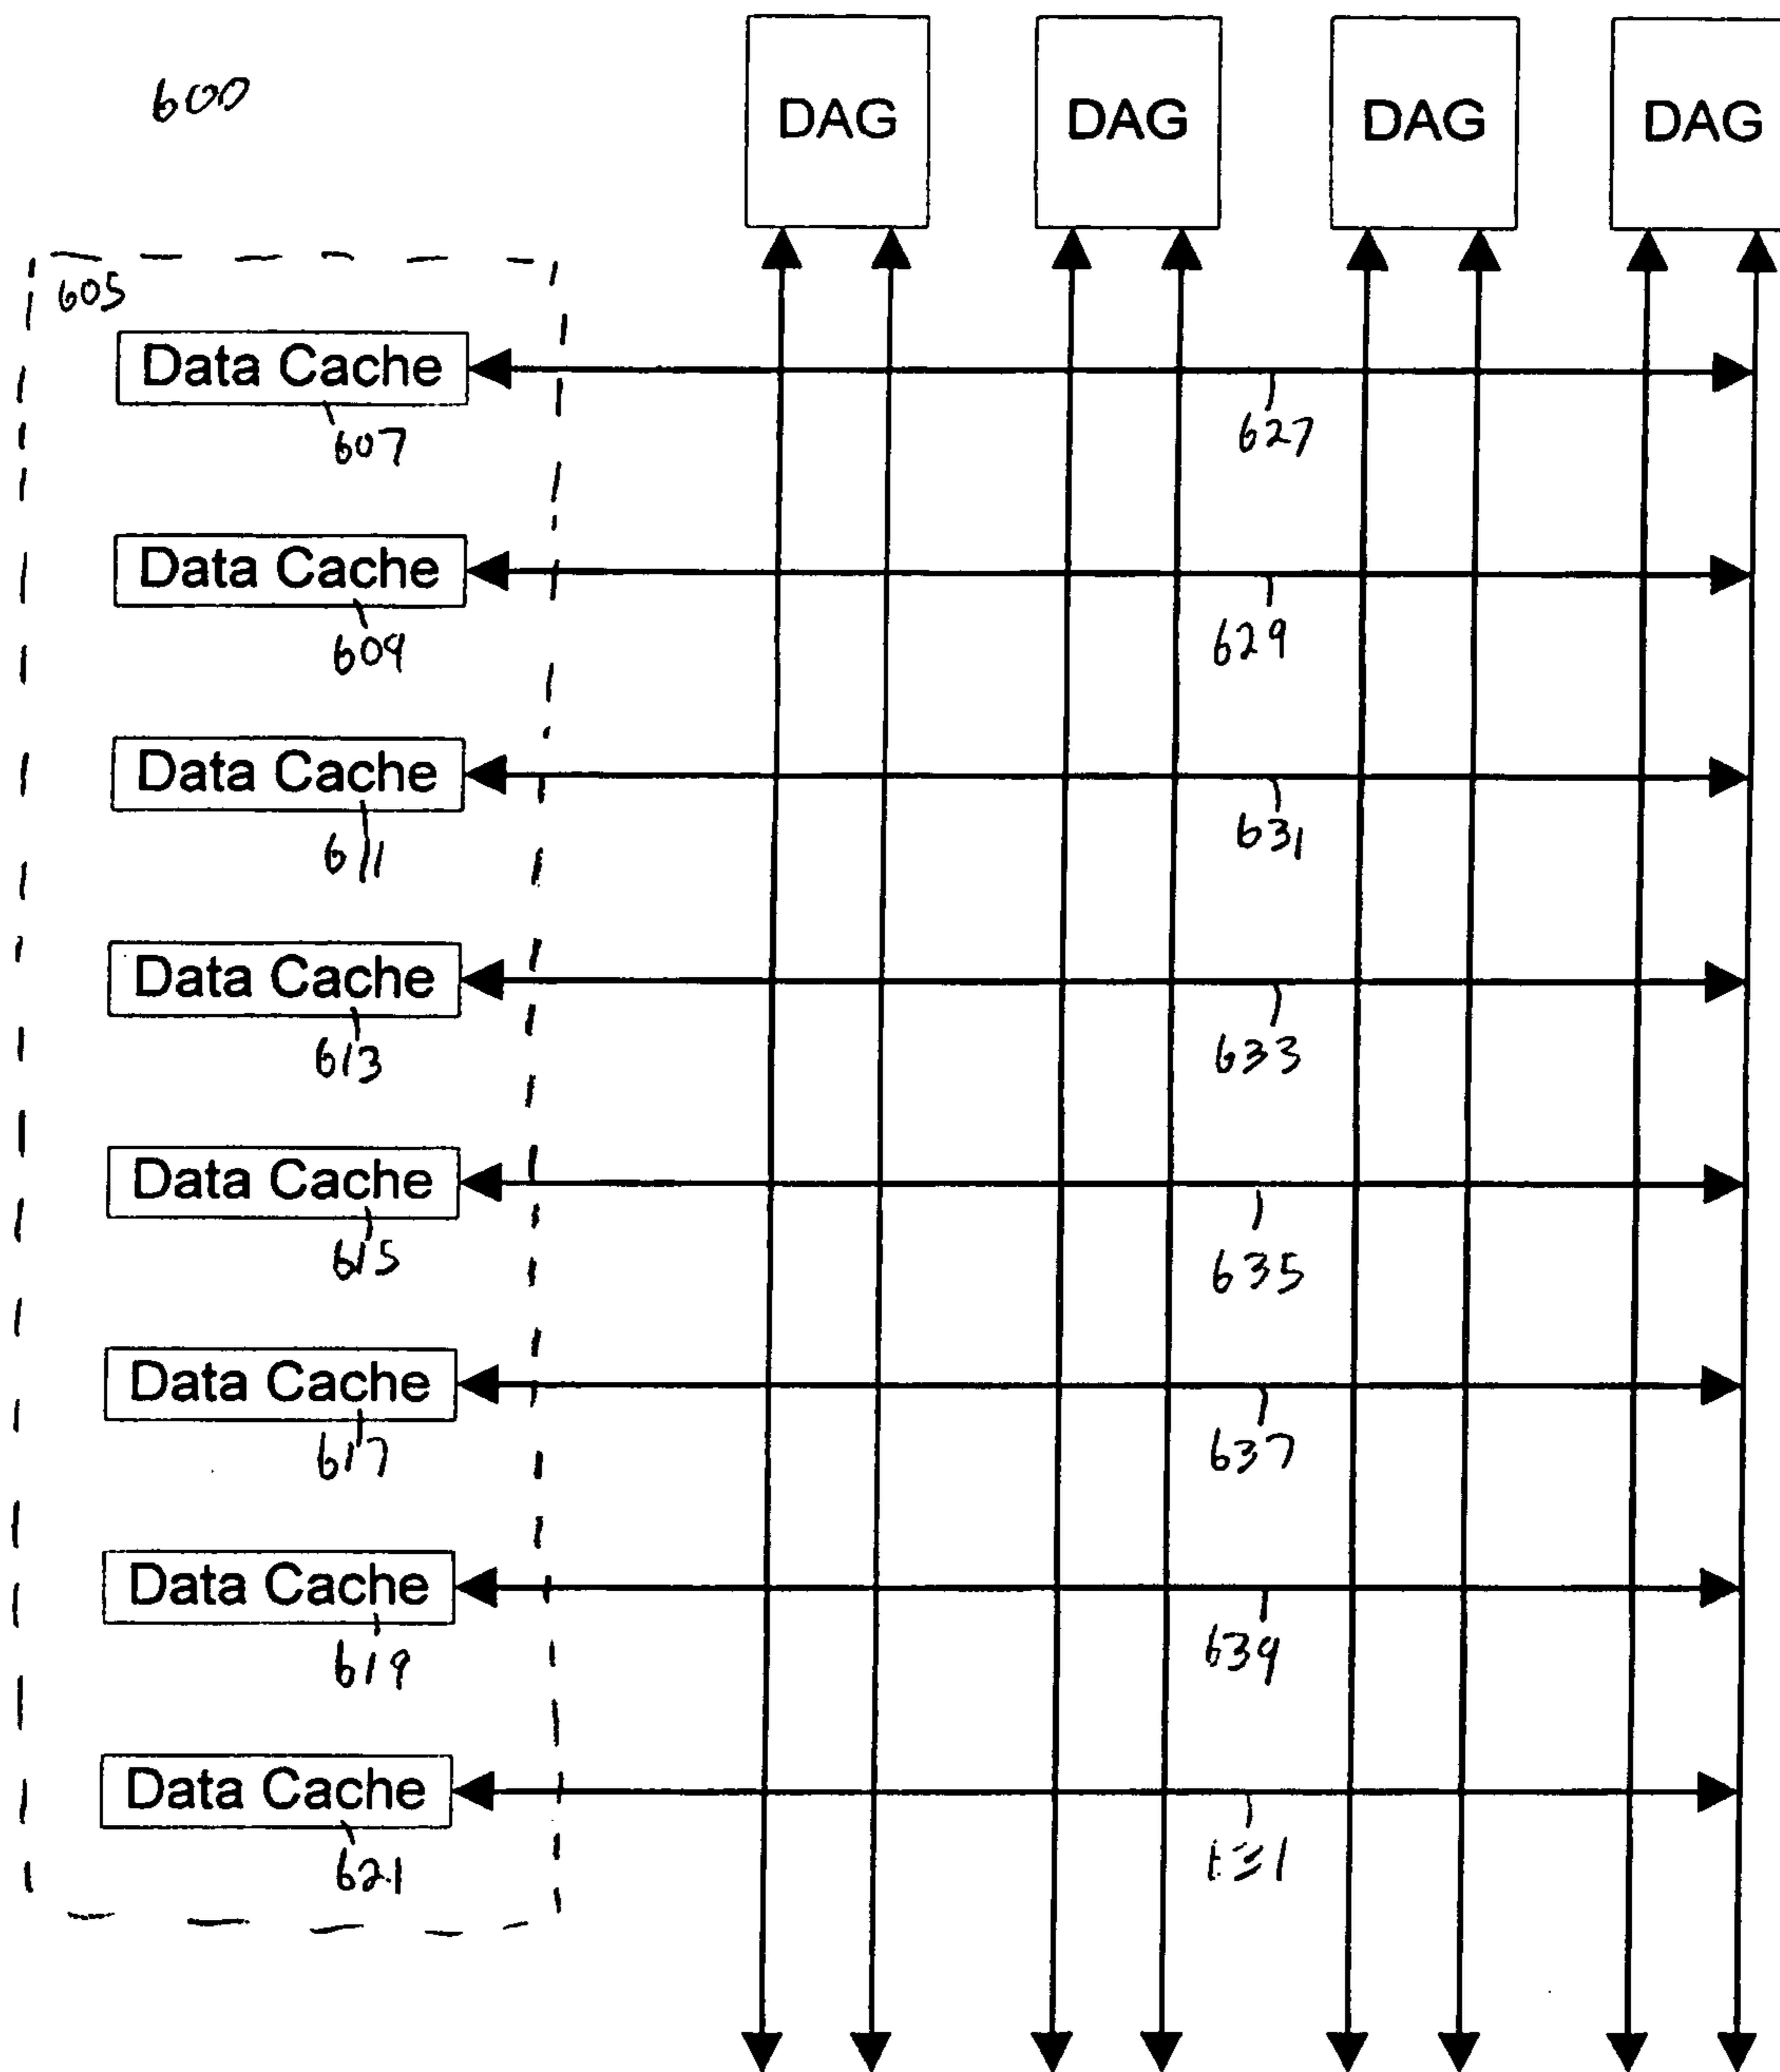 600
DAG DAG DAG DAG
605
Data Cache
607
627
Data Cache
609
629
Data Cache
611
631
Data Cache
613
633
Data Cache
615
635
Data Cache
617
637
Data Cache
619
639
Data Cache
621